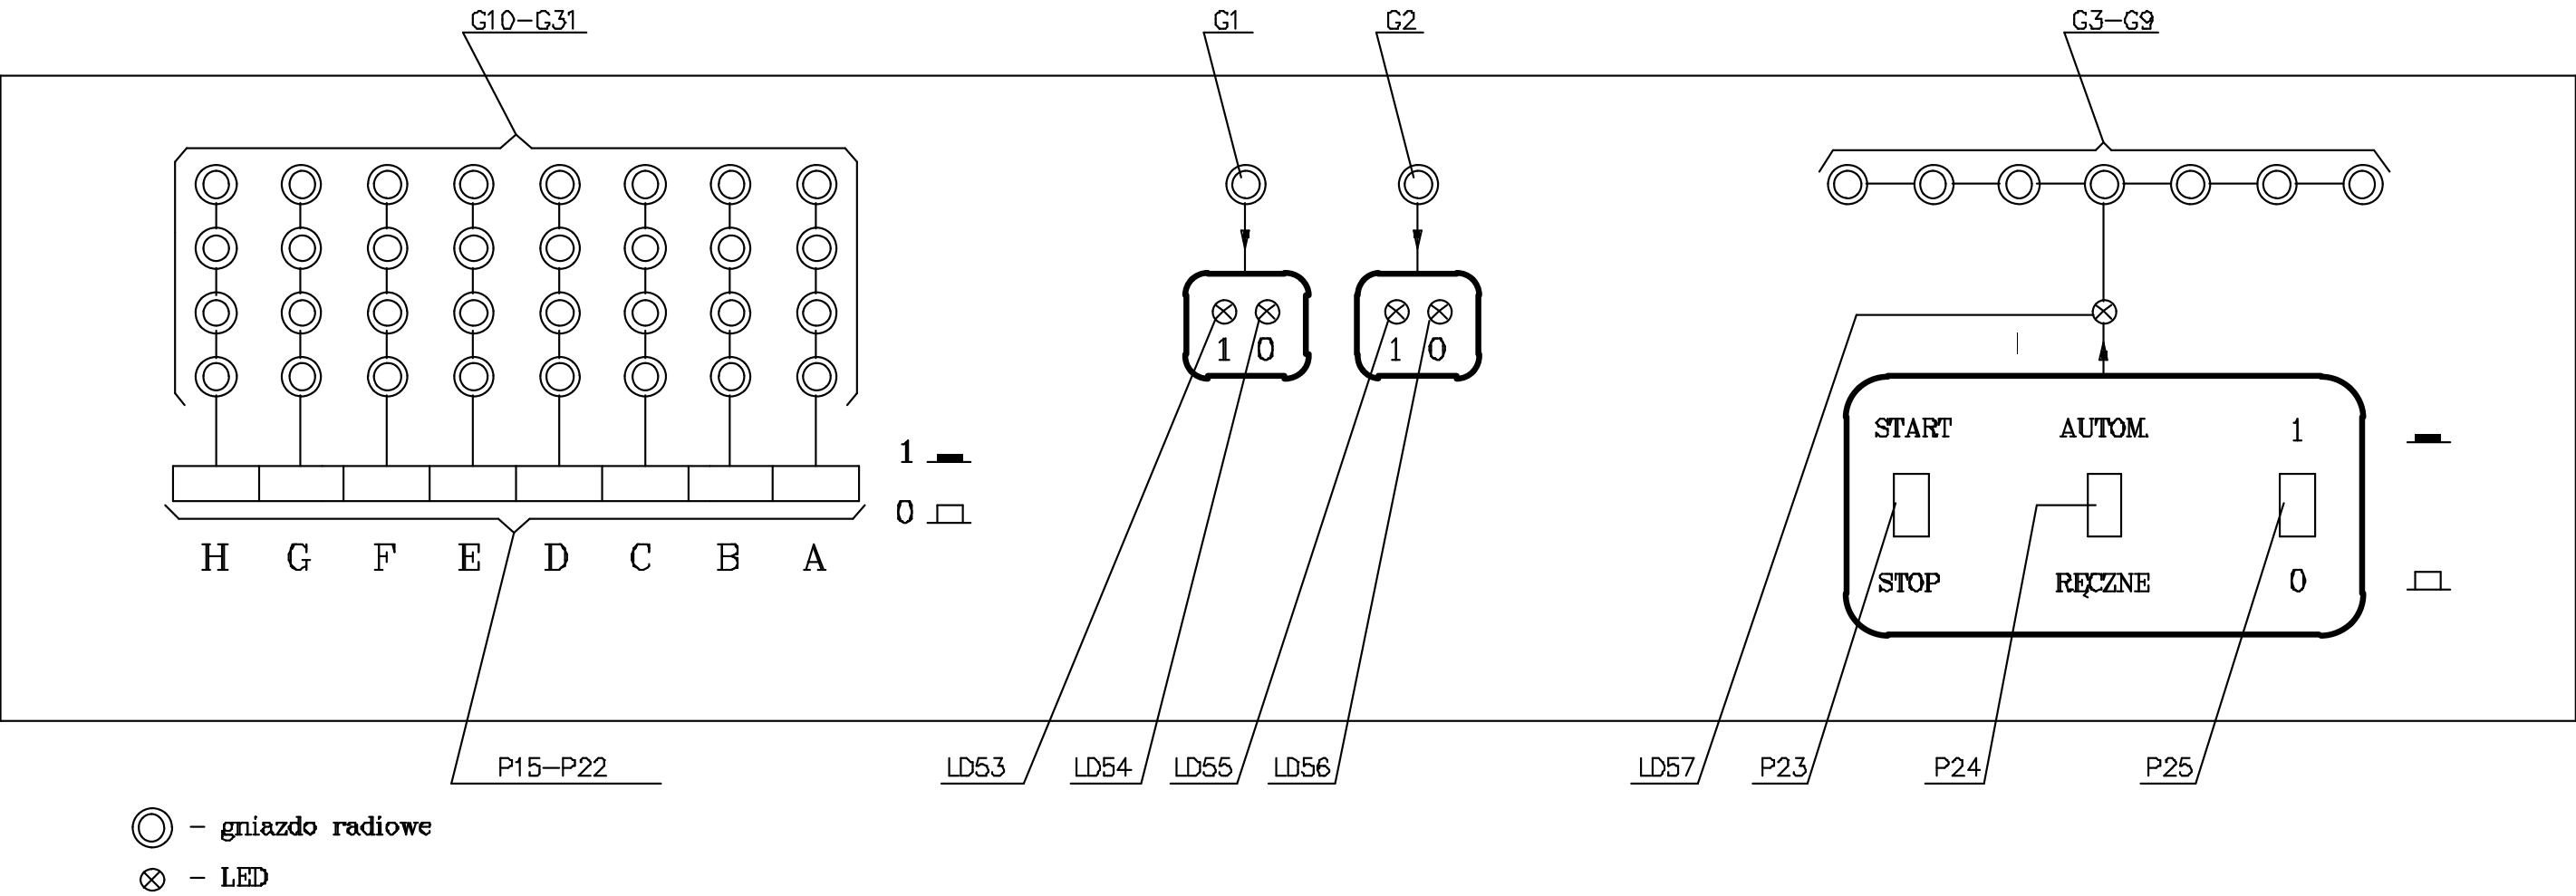 G10-G31 G1 G2 G3-G9
1 0 1 0
START AUTOM. 1
1
0
H G F E D C B A
STOP RĘCZNE 0
P15-P22 LD53 LD54 LD55 LD56 LD57 P23 P24 P25
- gniazdo radiowe
- LED